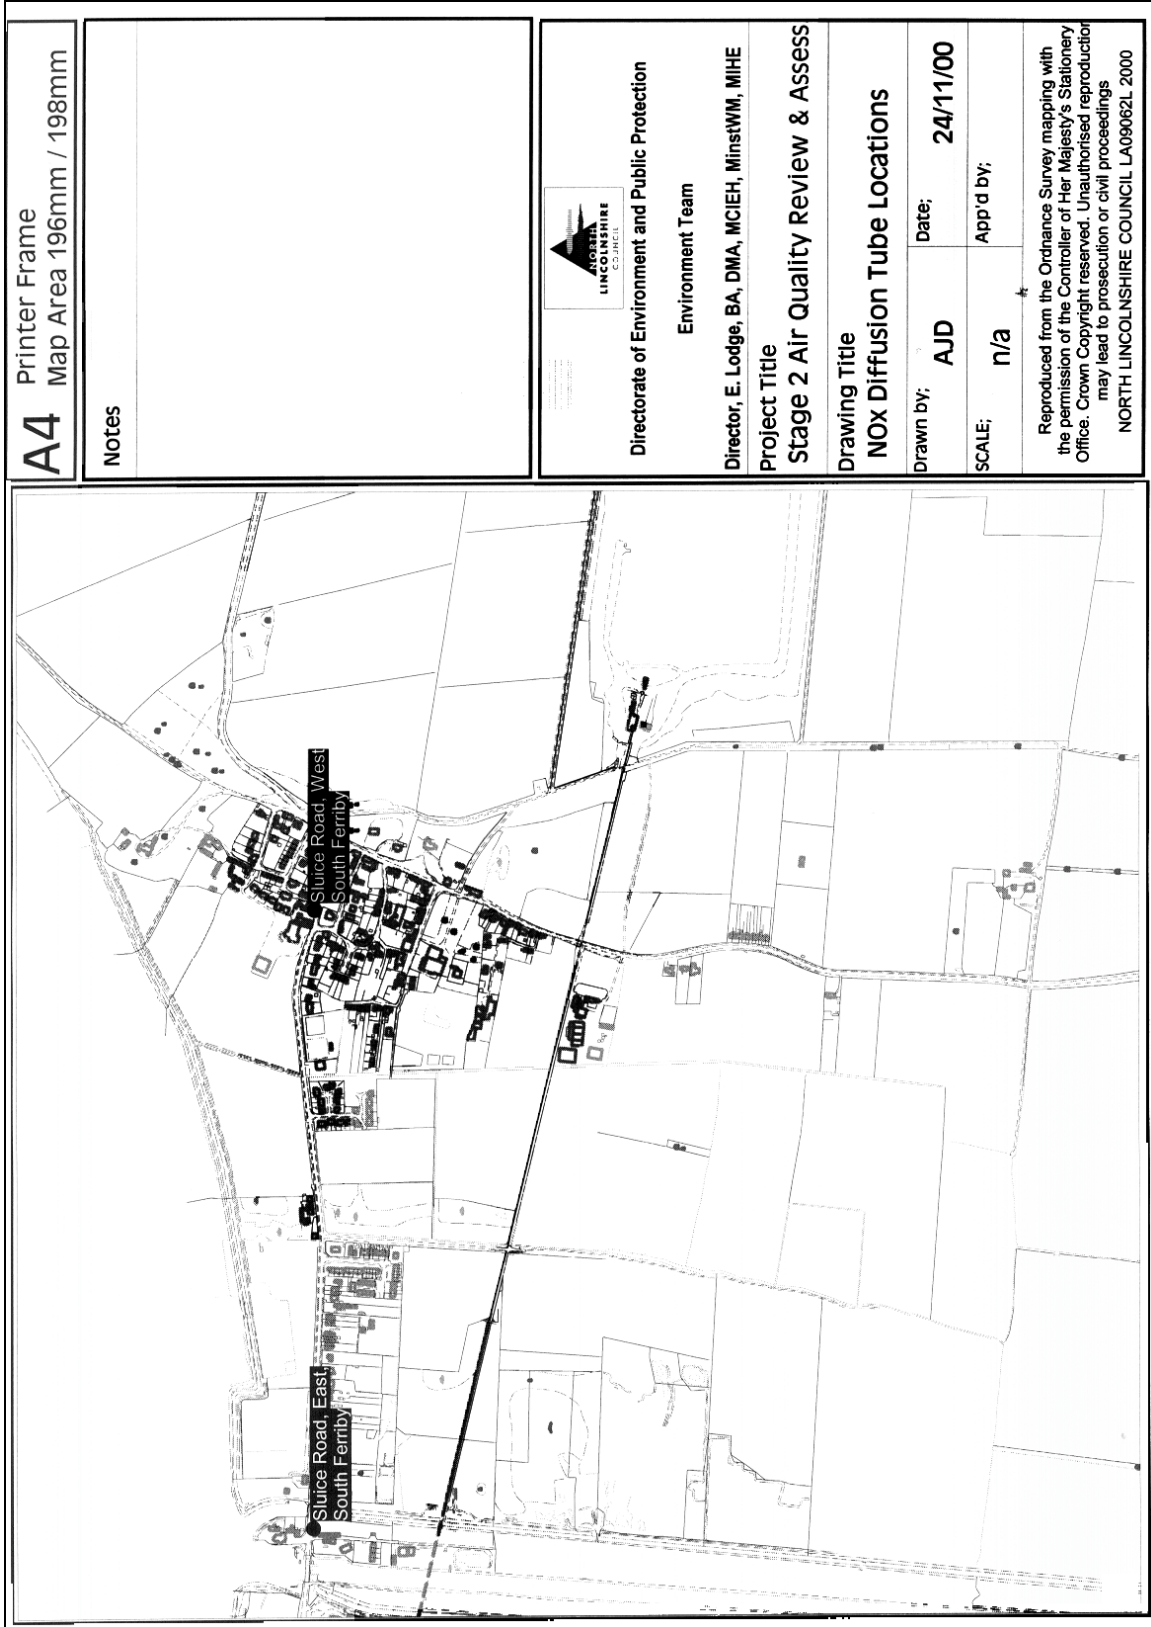 A4
Printer Frame
Map Area 196mm / 198mm
Notes
NORTH
LINCOLNSHIRE
COUNCIL
Directorate of Environment and Public Protection
Environment Team
Director, E. Lodge, BA, DMA, MCIEH, MinstWM, MIHE
Project Title
Stage 2 Air Quality Review & Assess
Drawing Title
NOx Diffusion Tube Locations
Drawn by;
AJD
Date;
24/11/00
SCALE;
n/a
App'd by;
Reproduced from the Ordnance Survey mapping with
the permission of the Controller of Her Majesty's Stationery
Office. Crown Copyright reserved. Unauthorised reproduction
may lead to prosecution or civil proceedings
NORTH LINCOLNSHIRE COUNCIL LA09062L 2000
Sluice Road, West
South Ferriby
Sluice Road, East,
South Ferriby